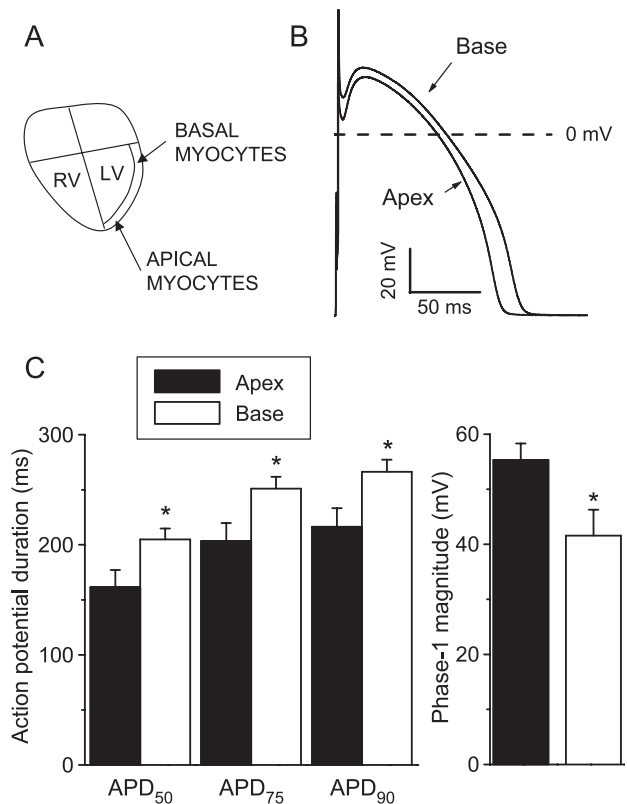 A
BASAL
MYOCYTES
RV
LV
APICAL
MYOCYTES
B
Base
0 mV
Apex
20 mV
50 ms
C
Apex
Base
Action potential duration (ms)
300
200
100
0
*
*
*
APD50
APD75
APD90
Phase-1 magnitude (mV)
60
40
20
0
*